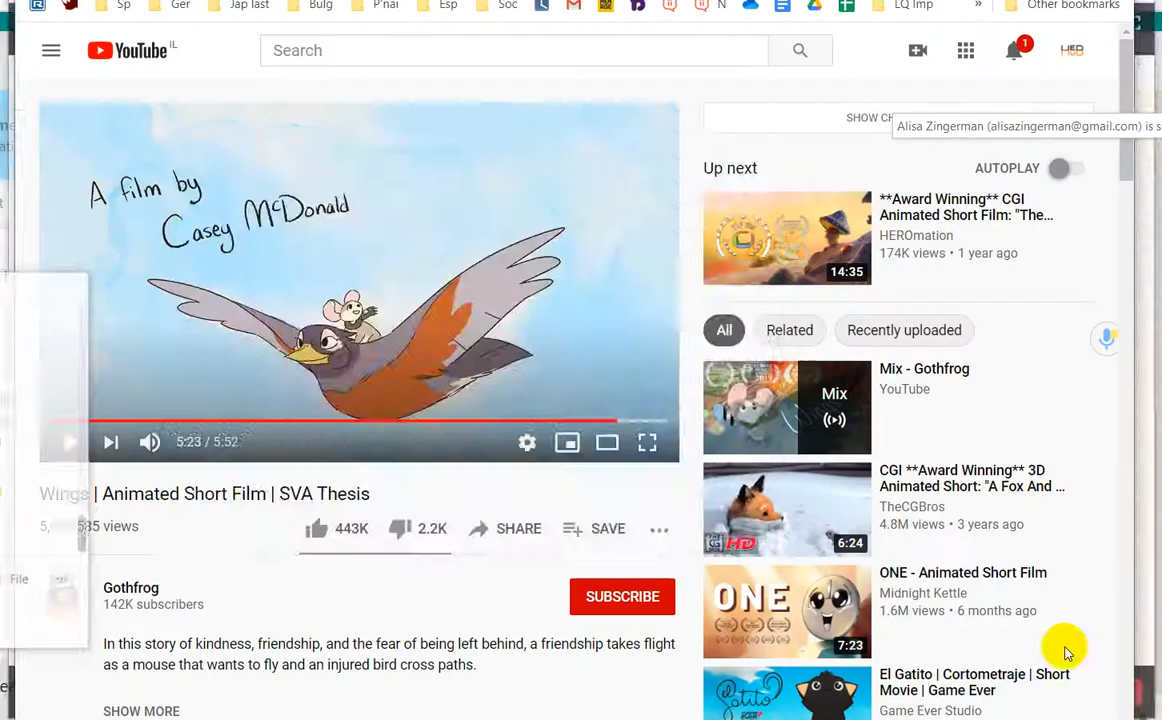 Sp Ger Jap last Bulg P'nai Esp Soc N LQ Imp » Other bookmarks
YouTube IL
Search
1
HEROD
SHOW CH
Alisa Zingerman (alisazingerman@gmail.com) is s
A film by
Casey McDonald
5:23 / 5:52
Wings | Animated Short Film | SVA Thesis
views
443K
2.2K
SHARE
SAVE
Gothfrog
142K subscribers
SUBSCRIBE
In this story of kindness, friendship, and the fear of being left behind, a friendship takes flight
as a mouse that wants to fly and an injured bird cross paths.
SHOW MORE
File
Up next
AUTOPLAY
14:35
**Award Winning** CGI
Animated Short Film: "The...
HEROmation
174K views • 1 year ago
All
Related
Recently uploaded
Mix
Mix - Gothfrog
YouTube
HD
6:24
CGI **Award Winning** 3D
Animated Short: "A Fox And ...
TheCGBros
4.8M views • 3 years ago
ONE
7:23
ONE - Animated Short Film
Midnight Kettle
1.6M views • 6 months ago
el gatito
El Gatito | Cortometraje | Short
Movie | Game Ever
Game Ever Studio